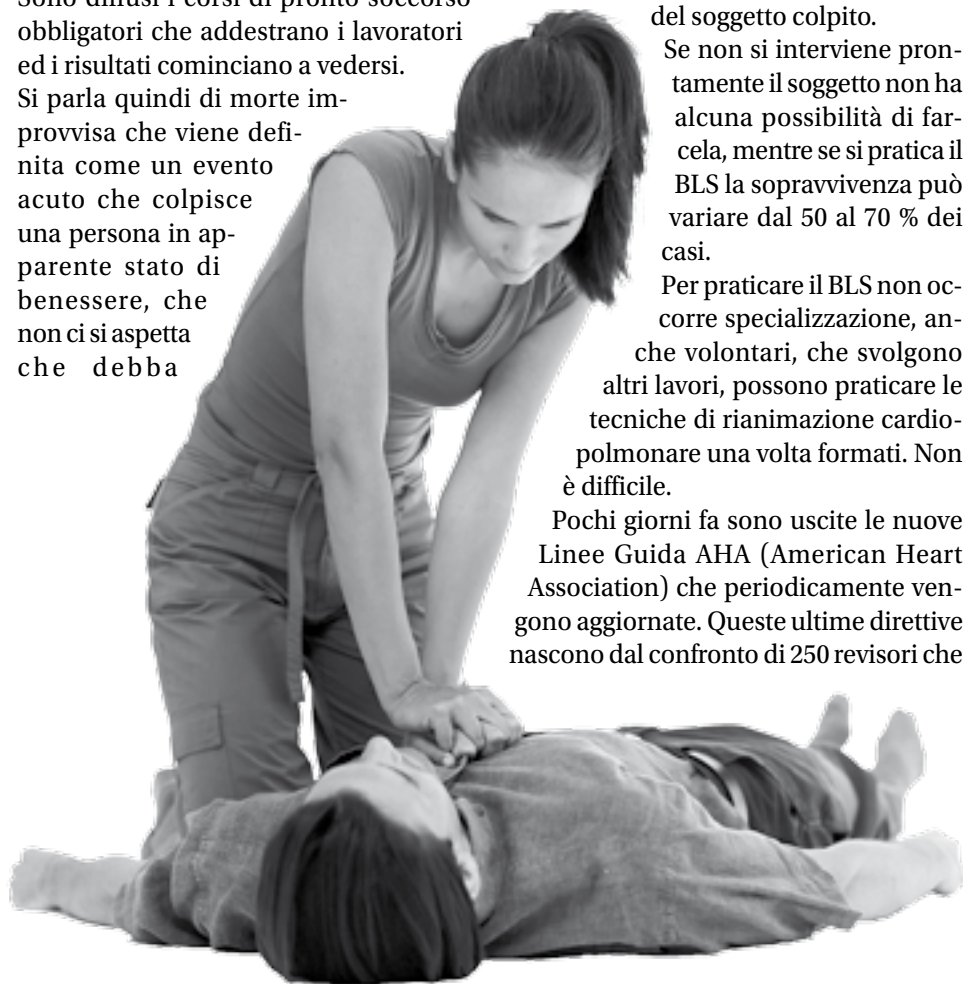 Sono diffusi i corsi di pronto soccorso
obbligatori che addestrano i lavoratori
ed i risultati cominciano a vedersi.
Si parla quindi di morte im-
provvisa che viene defi-
nita come un evento
acuto che colpisce
una persona in ap-
parente stato di
benessere, che
non ci si aspetta
che debba
del soggetto colpito.
Se non si interviene pron-
tamente il soggetto non ha
alcuna possibilità di far-
cela, mentre se si pratica il
BLS la sopravvivenza può
variare dal 50 al 70 % dei
casi.
Per praticare il BLS non oc-
corre specializzazione, an-
che volontari, che svolgono
altri lavori, possono praticare le
tecniche di rianimazione cardio-
polmonare una volta formati. Non
è difficile.
Pochi giorni fa sono uscite le nuove
Linee Guida AHA (American Heart
Association) che periodicamente ven-
gono aggiornate. Queste ultime direttive
nascono dal confronto di 250 revisori che